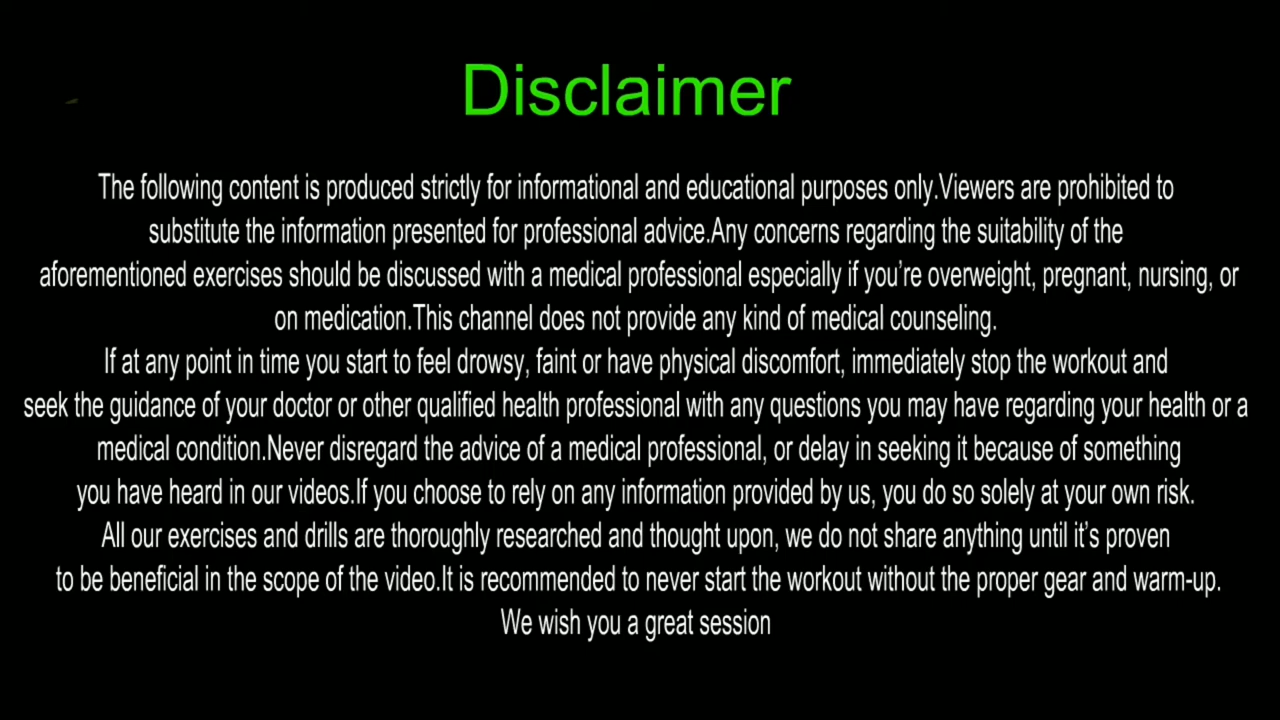 Disclaimer
The following content is produced strictly for informational and educational purposes only.Viewers are prohibited to
substitute the information presented for professional advice.Any concerns regarding the suitability of the
aforementioned exercises should be discussed with a medical professional especially if you’re overweight, pregnant, nursing, or
on medication.This channel does not provide any kind of medical counseling.
If at any point in time you start to feel drowsy, faint or have physical discomfort, immediately stop the workout and
seek the guidance of your doctor or other qualified health professional with any questions you may have regarding your health or a
medical condition.Never disregard the advice of a medical professional, or delay in seeking it because of something
you have heard in our videos.If you choose to rely on any information provided by us, you do so solely at your own risk.
All our exercises and drills are thoroughly researched and thought upon, we do not share anything until it’s proven
to be beneficial in the scope of the video.It is recommended to never start the workout without the proper gear and warm-up.
We wish you a great session